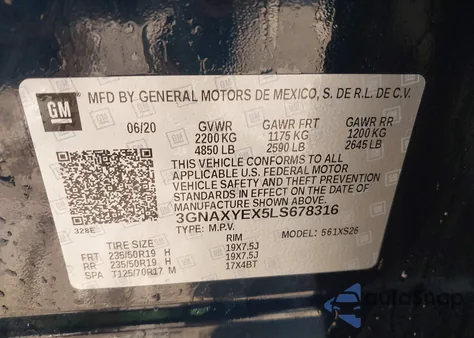 GM
MFD BY GENERAL MOTORS DE MEXICO, S. DE R.L. DE C.V.
06/20 GVWR GAWR FRT GAWR RR
2200 KG 1175 KG 1200 KG
4850 LB 2590 LB 2645 LB
THIS VEHICLE CONFORMS TO ALL
APPLICABLE U.S. FEDERAL MOTOR
VEHICLE SAFETY AND THEFT PREVENTION
STANDARDS IN EFFECT ON THE DATE OF
MANUFACTURE SHOWN ABOVE.
3GNAXYEX5LS678316
328E
TYPE: M.P.V. MODEL: 561XS26
TIRE SIZE RIM
FRT 235/50R19 H 19X7.5J
RR 235/50R19 H 19X7.5J
SPA T125/70R17 M 17X4BT
AutoSnap